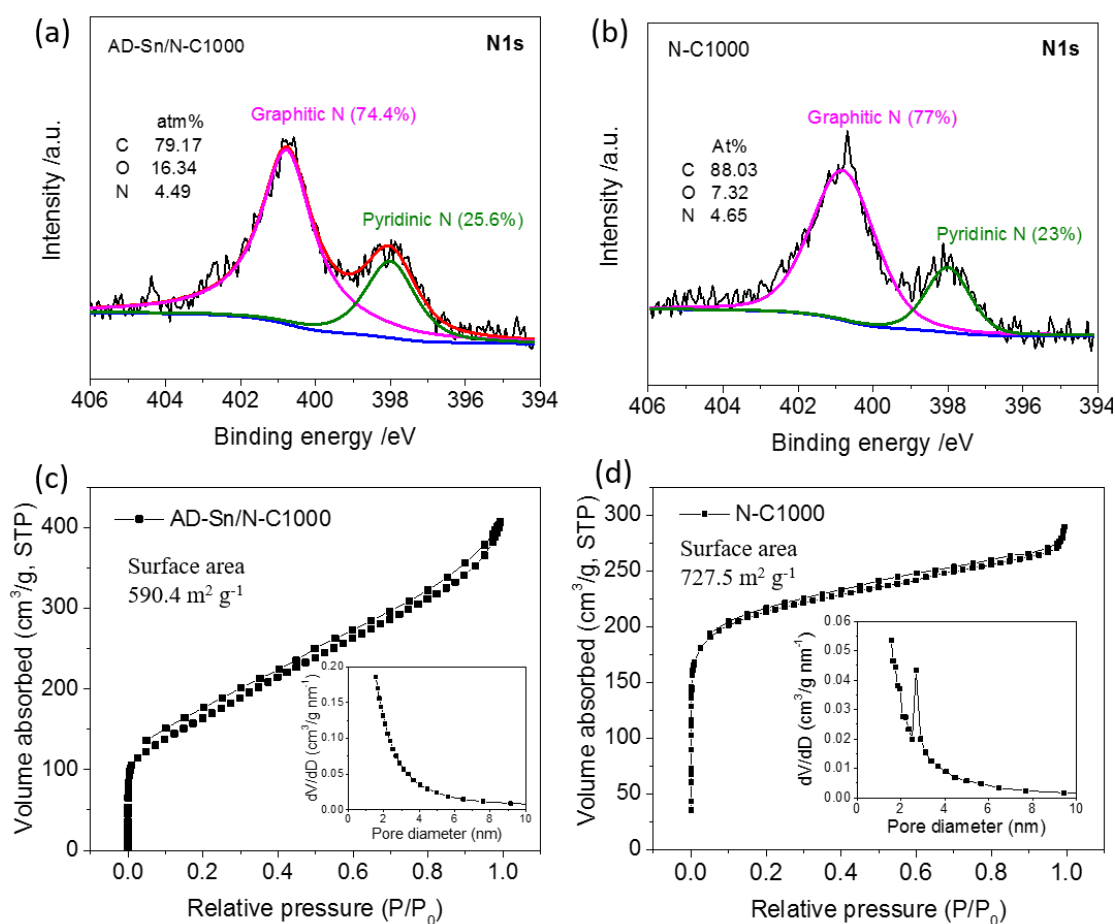 (a)
AD-Sn/N-C1000
N1s
Graphitic N (74.4%)
atm%
C 79.17
O 16.34
N 4.49
Pyridinic N (25.6%)
Intensity /a.u.
406 404 402 400 398 396 394
Binding energy /eV
(b)
N-C1000
N1s
Graphitic N (77%)
At%
C 88.03
O 7.32
N 4.65
Pyridinic N (23%)
Intensity /a.u.
406 404 402 400 398 396 394
Binding energy /eV
(c)
AD-Sn/N-C1000
Surface area
590.4 m² g⁻¹
Volume absorbed (cm³/g, STP)
400
300
200
100
0
0.0 0.2 0.4 0.6 0.8 1.0
Relative pressure (P/P₀)
dV/dD (cm³/g nm⁻¹)
0.20
0.15
0.10
0.05
0.00
0 2 4 6 8 10
Pore diameter (nm)
(d)
N-C1000
Surface area
727.5 m² g⁻¹
Volume absorbed (cm³/g, STP)
300
250
200
150
100
50
0
0.0 0.2 0.4 0.6 0.8 1.0
Relative pressure (P/P₀)
dV/dD (cm³/g nm⁻¹)
0.06
0.05
0.04
0.03
0.02
0.01
0.00
0 2 4 6 8 10
Pore diameter (nm)